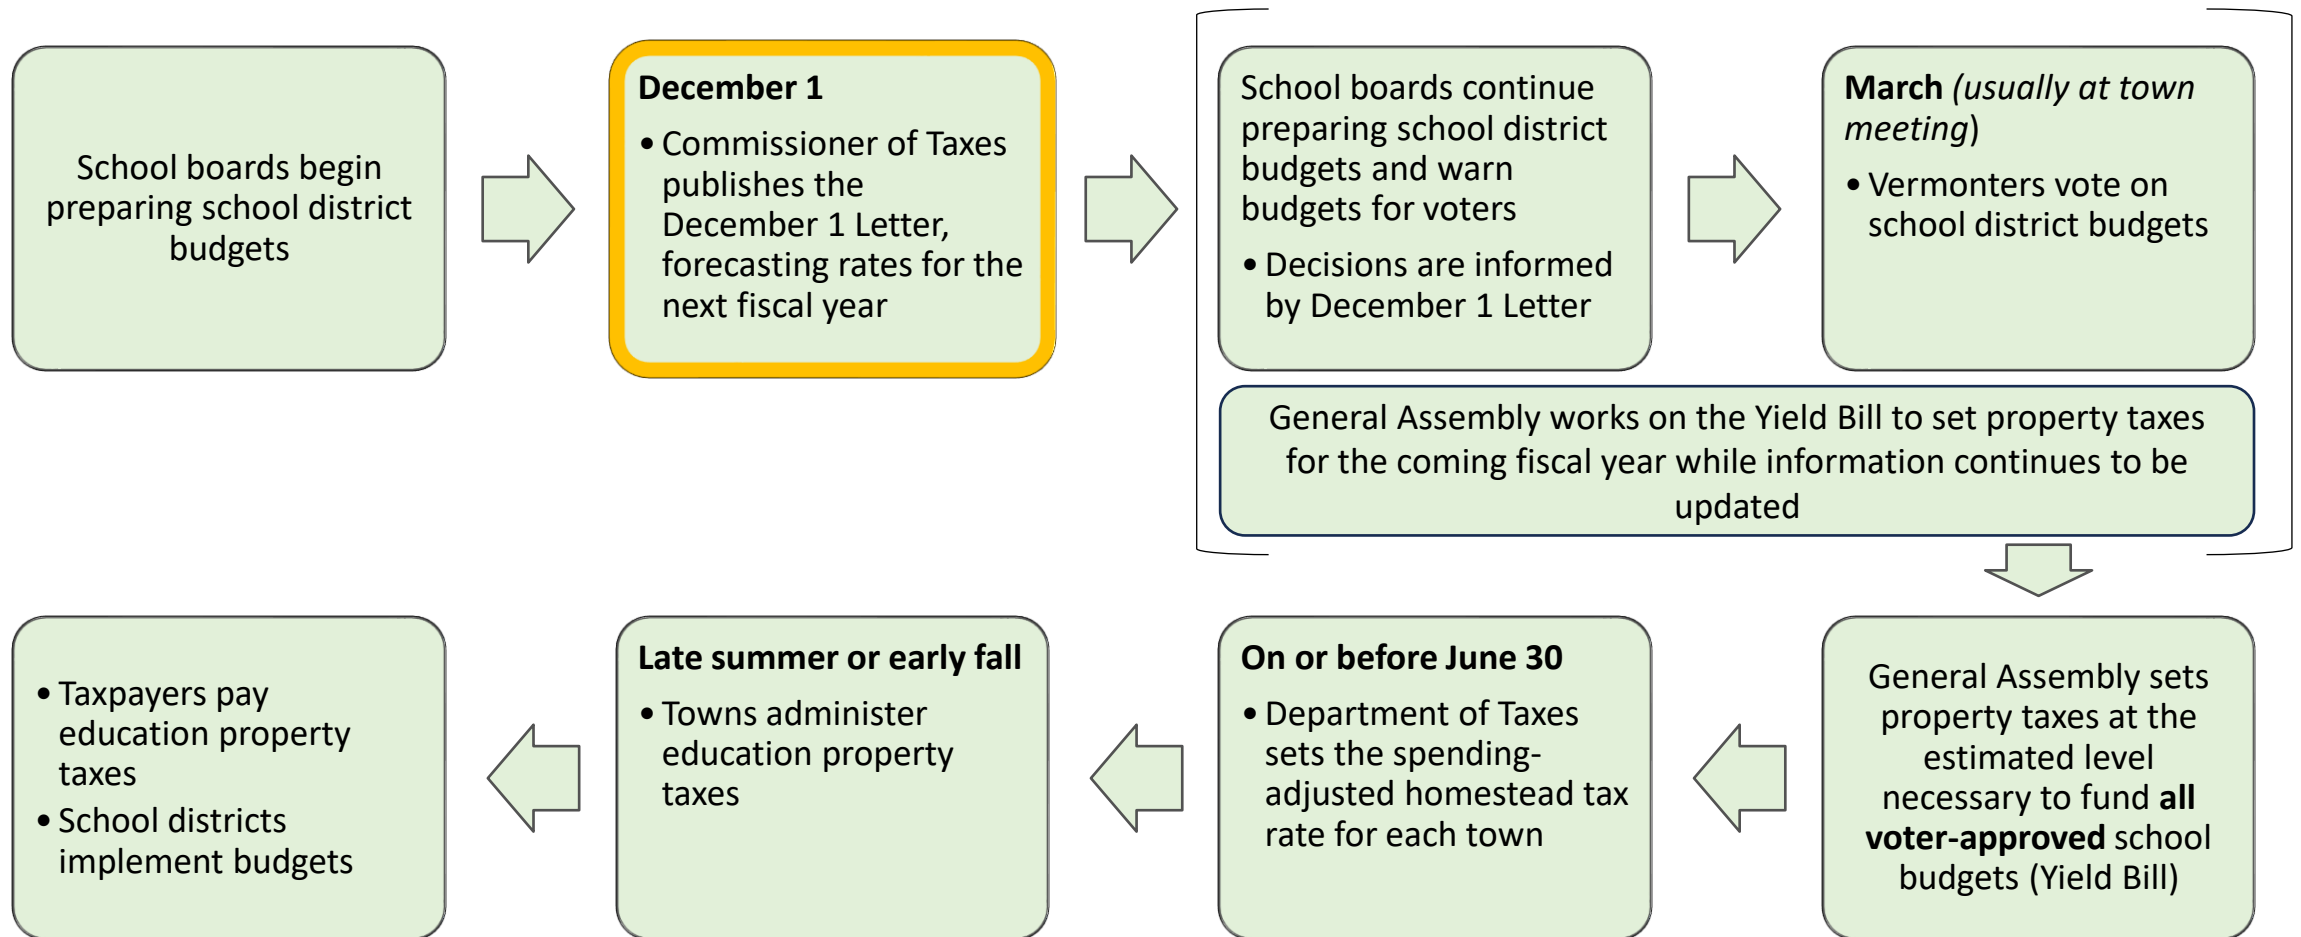 School boards begin
preparing school district
budgets
December 1
• Commissioner of Taxes
publishes the
December 1 Letter,
forecasting rates for the
next fiscal year
School boards continue
preparing school district
budgets and warn
budgets for voters
• Decisions are informed
by December 1 Letter
March (usually at town
meeting)
• Vermonters vote on
school district budgets
General Assembly works on the Yield Bill to set property taxes
for the coming fiscal year while information continues to be
updated
General Assembly sets
property taxes at the
estimated level
necessary to fund all
voter-approved school
budgets (Yield Bill)
On or before June 30
• Department of Taxes
sets the spending-
adjusted homestead tax
rate for each town
Late summer or early fall
• Towns administer
education property
taxes
• Taxpayers pay
education property
taxes
• School districts
implement budgets